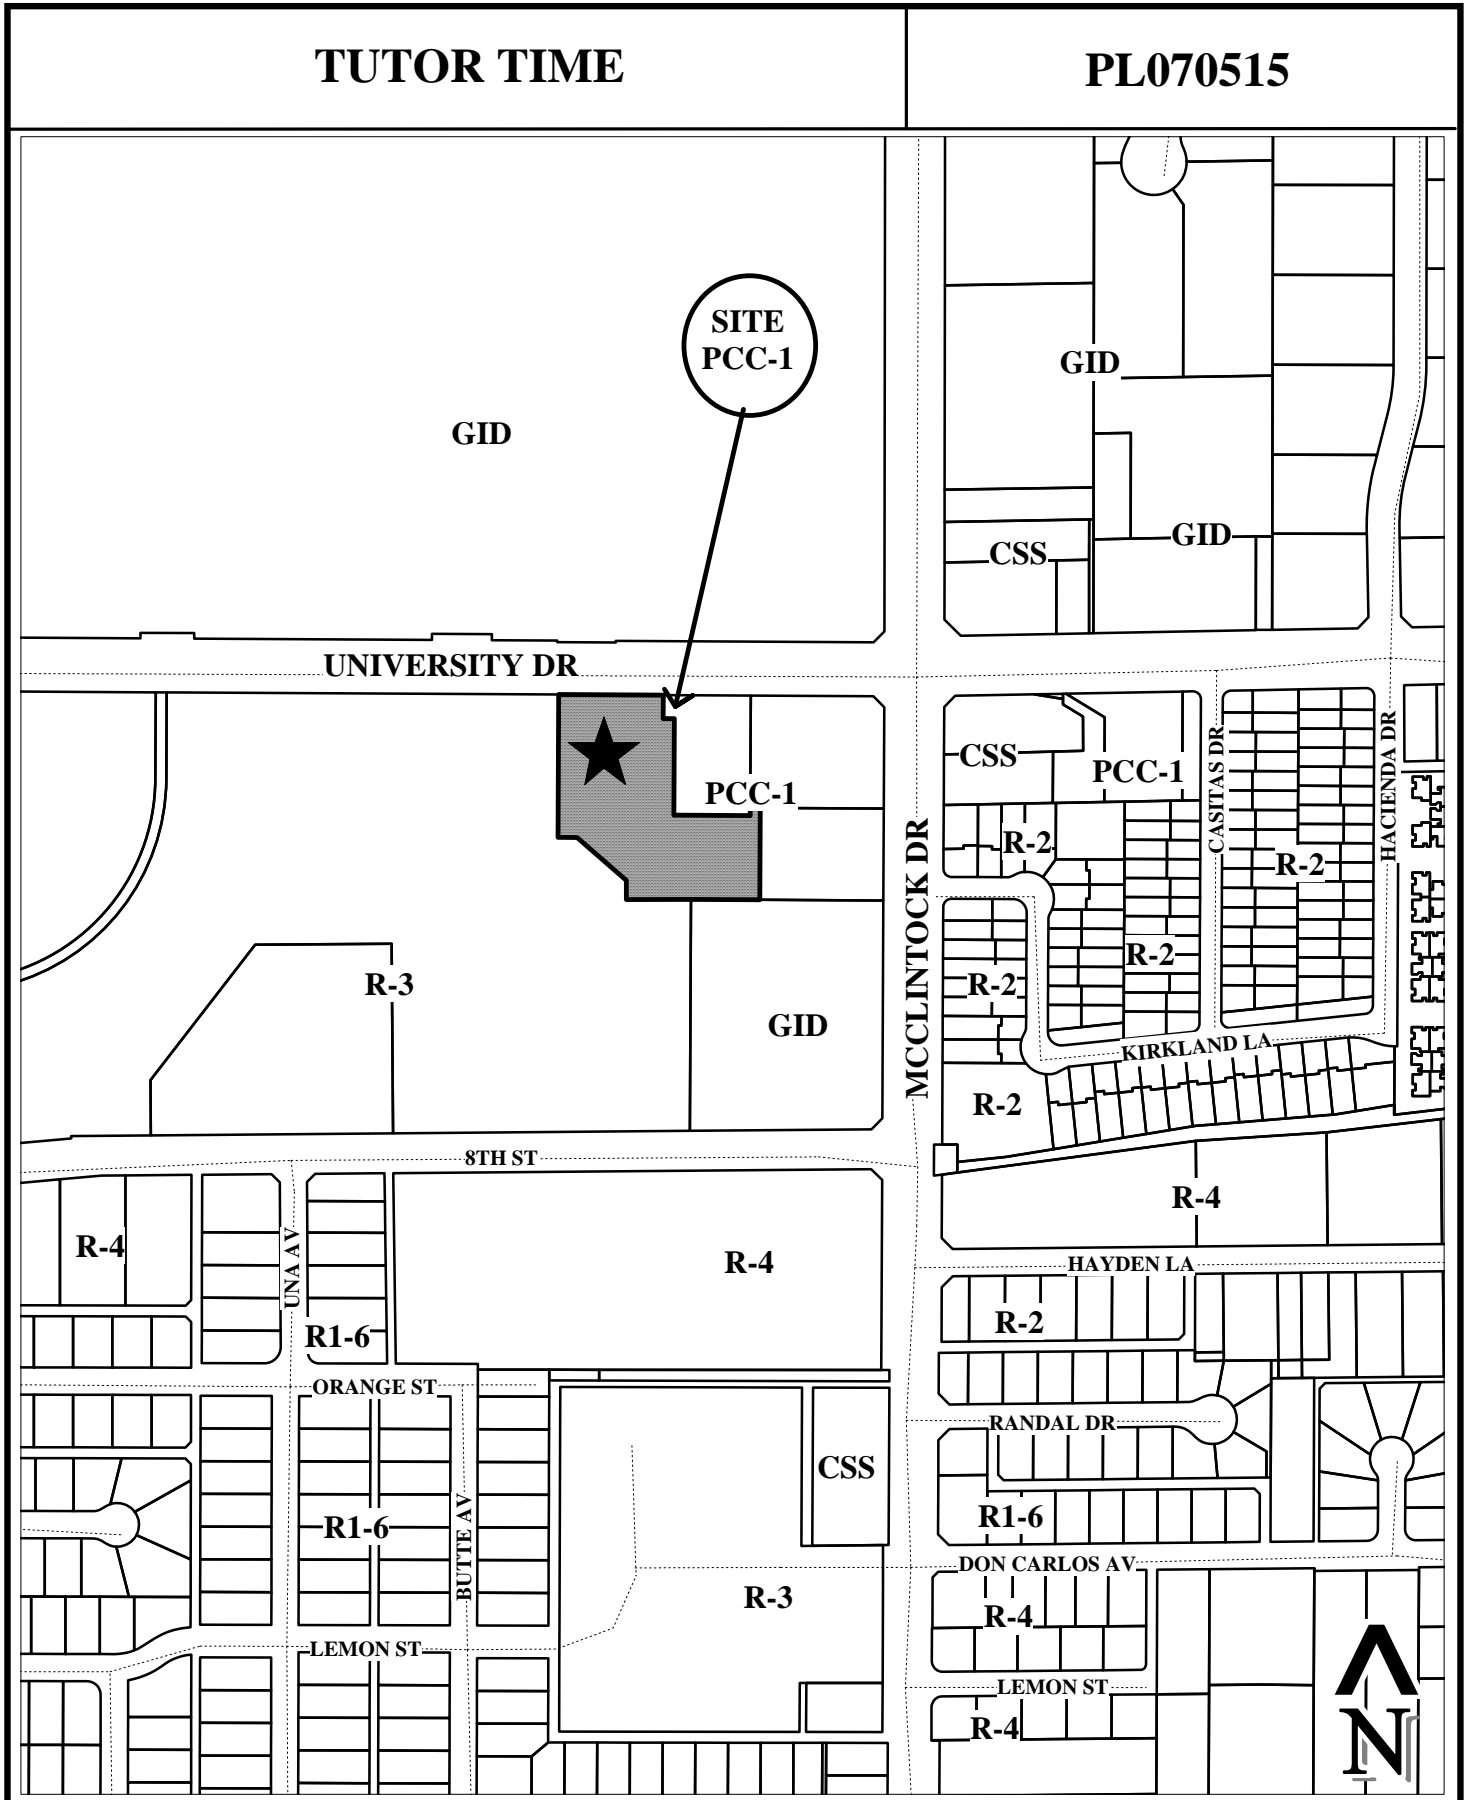 TUTOR TIME
PL070515
SITE
PCC-1
GID
GID
GID
CSS
UNIVERSITY DR
CSS
PCC-1
PCC-1
CASITAS DR
HACIENDA DR
MCCLINTOCK DR
R-2
R-2
R-2
R-2
R-3
GID
KIRKLAND LA
R-2
8TH ST
R-4
R-4
UNA AV
R-4
HAYDEN LA
R1-6
R-2
ORANGE ST
RANDAL DR
CSS
R1-6
R1-6
BUTTE AV
DON CARLOS AV
R-3
R-4
LEMON ST
LEMON ST
R-4
N